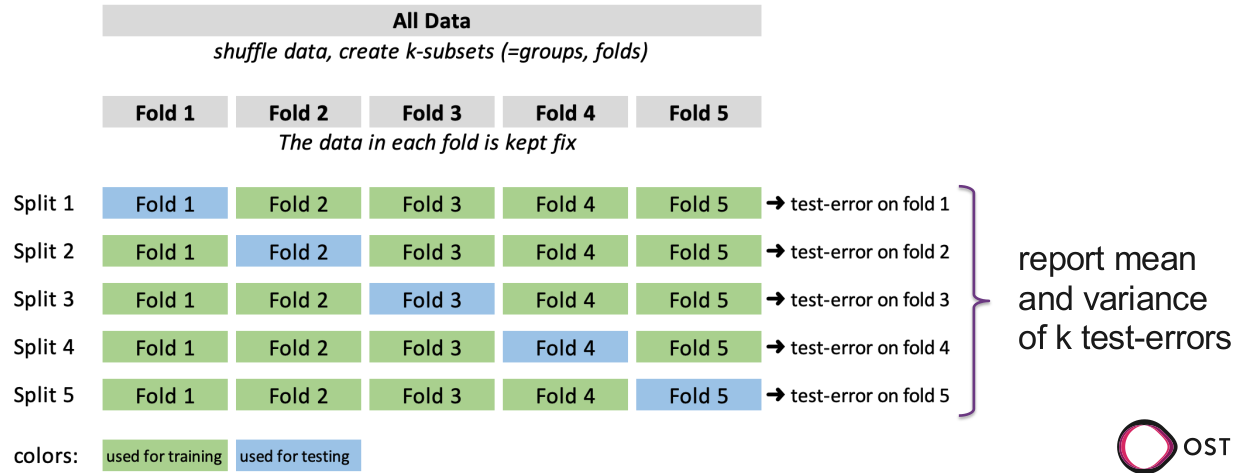 All Data
shuffle data, create k-subsets (=groups, folds)
Fold 1 Fold 2 Fold 3 Fold 4 Fold 5
The data in each fold is kept fix
Split 1 Fold 1 Fold 2 Fold 3 Fold 4 Fold 5 ➔ test-error on fold 1
Split 2 Fold 1 Fold 2 Fold 3 Fold 4 Fold 5 ➔ test-error on fold 2
Split 3 Fold 1 Fold 2 Fold 3 Fold 4 Fold 5 ➔ test-error on fold 3
Split 4 Fold 1 Fold 2 Fold 3 Fold 4 Fold 5 ➔ test-error on fold 4
Split 5 Fold 1 Fold 2 Fold 3 Fold 4 Fold 5 ➔ test-error on fold 5
report mean
and variance
of k test-errors
colors: used for training used for testing
OST